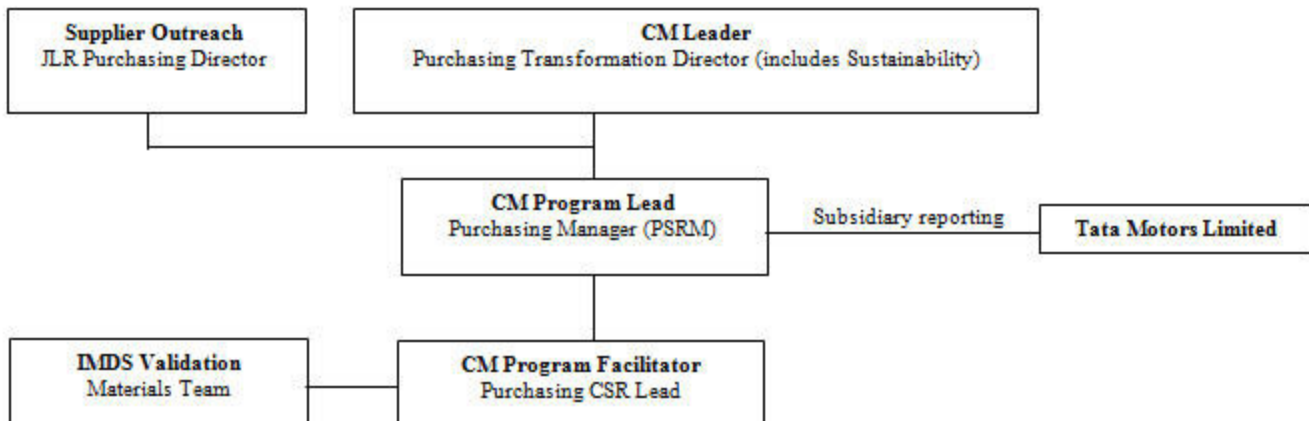 Supplier Outreach
JLR Purchasing Director
CM Leader
Purchasing Transformation Director (includes Sustainability)
CM Program Lead
Purchasing Manager (PSRM)
Subsidiary reporting
Tata Motors Limited
IMDS Validation
Materials Team
CM Program Facilitator
Purchasing CSR Lead